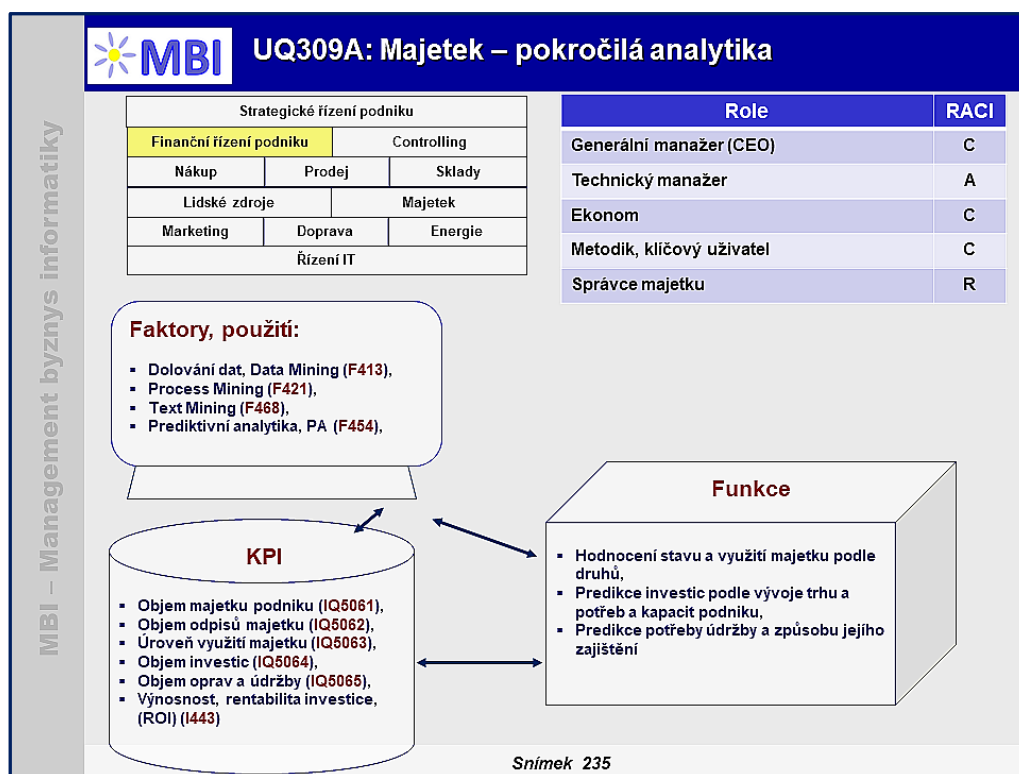 MBI
UQ309A: Majetek – pokročilá analytika
MBI – Management byznys informatiky
Strategické řízení podniku
Finanční řízení podniku Controlling
Nákup Prodej Sklady
Lidské zdroje Majetek
Marketing Doprava Energie
Řízení IT
Role RACI
Generální manažer (CEO) C
Technický manažer A
Ekonom C
Metodik, klíčový uživatel C
Správce majetku R
Faktory, použití:
▪ Dolování dat, Data Mining (F413),
▪ Process Mining (F421),
▪ Text Mining (F468),
▪ Prediktivní analytika, PA (F454),
KPI
▪ Objem majetku podniku (IQ5061),
▪ Objem odpisů majetku (IQ5062),
▪ Úroveň využití majetku (IQ5063),
▪ Objem investic (IQ5064),
▪ Objem oprav a údržby (IQ5065),
▪ Výnosnost, rentabilita investice,
(ROI) (I443)
Funkce
▪ Hodnocení stavu a využití majetku podle
druhů,
▪ Predikce investic podle vývoje trhu a
potřeb a kapacit podniku,
▪ Predikce potřeby údržby a způsobu jejího
zajištění
Snímek 235